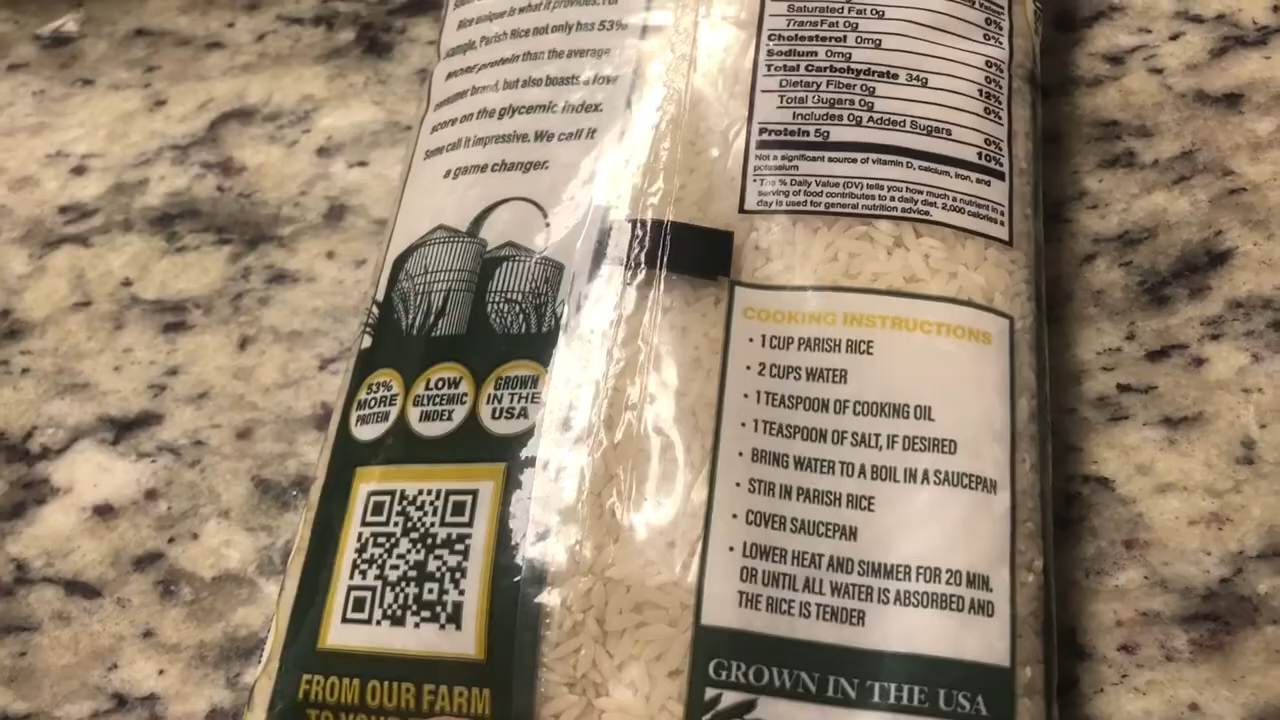 Rice unique is what it provides. For
Parish Rice not only has 53%
MORE protein than the average
consumer brand, but also boasts a low
score on the glycemic index.
Some call it impressive. We call it
a game changer.
53%
MORE
PROTEIN
LOW
GLYCEMIC
INDEX
GROWN
IN THE
USA
FROM OUR FARM
Saturated Fat 0g 0%
Trans Fat 0g 0%
Cholesterol 0mg 0%
Sodium 0mg 0%
Total Carbohydrate 34g 12%
Dietary Fiber 0g 0%
Total Sugars 0g
Includes 0g Added Sugars 0%
Protein 5g 10%
Not a significant source of vitamin D, calcium, iron, and
potassium
*The % Daily Value (DV) tells you how much a nutrient in a
serving of food contributes to a daily diet. 2,000 calories a
day is used for general nutrition advice.
COOKING INSTRUCTIONS
• 1 CUP PARISH RICE
• 2 CUPS WATER
• 1 TEASPOON OF COOKING OIL
• 1 TEASPOON OF SALT, IF DESIRED
• BRING WATER TO A BOIL IN A SAUCEPAN
• STIR IN PARISH RICE
• COVER SAUCEPAN
• LOWER HEAT AND SIMMER FOR 20 MIN.
OR UNTIL ALL WATER IS ABSORBED AND
THE RICE IS TENDER
GROWN IN THE USA